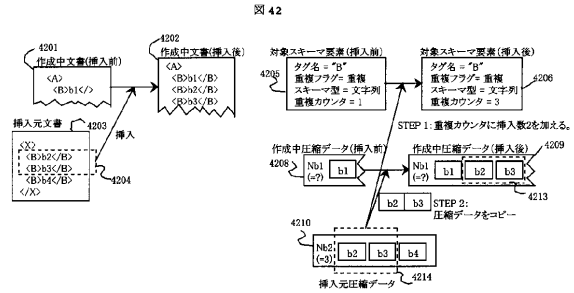 図 42
4201
作成中文書(挿入前)
<A>
<B>b1</>
4202
作成中文書(挿入後)
<A>
<B>b1</B>
<B>b2</B>
<B>b3</B>
挿入
4203
挿入元文書
<X>
<B>b2</B>
<B>b3</B>
<B>b4</B>
</X>
4204
対象スキーマ要素(挿入前)
4205
タグ名 = "B"
重複フラグ= 重複
スキーマ型 = 文字列
重複カウンタ = 1
対象スキーマ要素(挿入後)
タグ名 = "B"
重複フラグ= 重複
スキーマ型 = 文字列
重複カウンタ = 3
4206
STEP 1: 重複カウンタに挿入数2を加える。
作成中圧縮データ(挿入前)
4208
Nb1
(=?)
b1
作成中圧縮データ(挿入後)
4209
Nb1
(=?)
b1
b2
b3
4213
b2
b3
STEP 2:
圧縮データをコピー
4210
Nb2
(=3)
b2
b3
b4
4214
挿入元圧縮データ